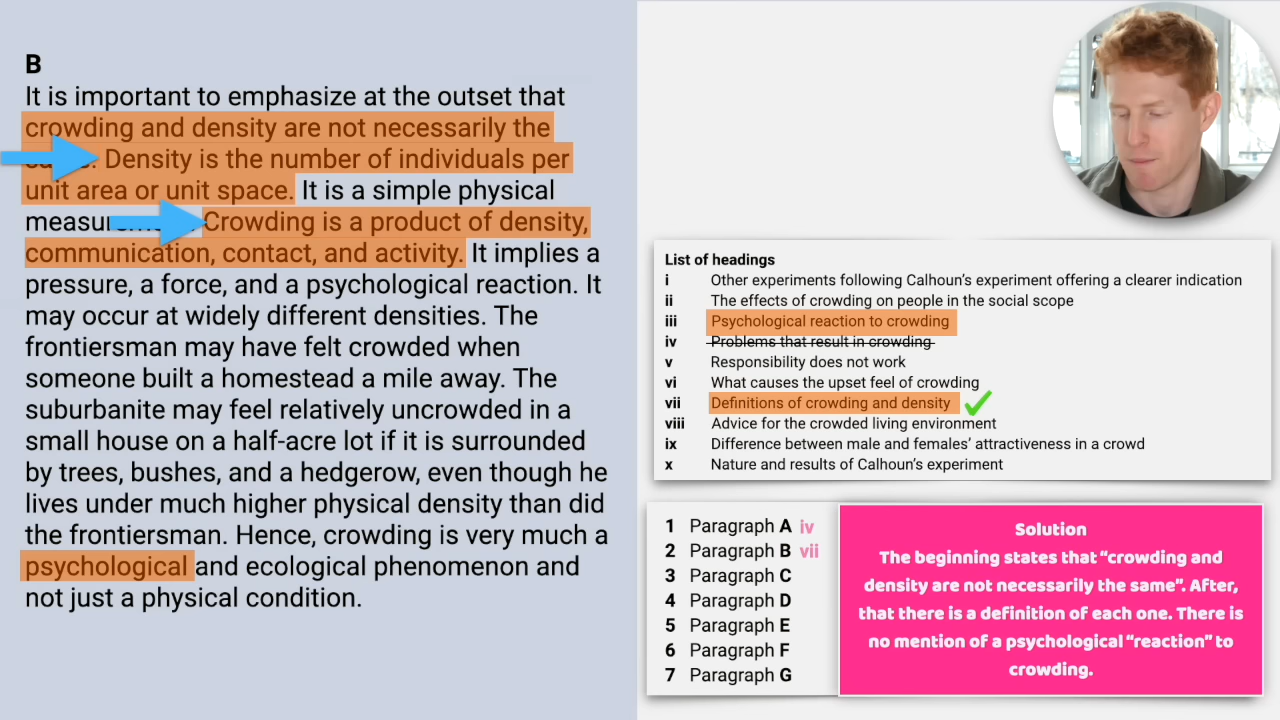 B
It is important to emphasize at the outset that
crowding and density are not necessarily the
Density is the number of individuals per
unit area or unit space. It is a simple physical
Crowding is a product of density,
communication, contact, and activity. It implies a
pressure, a force, and a psychological reaction. It
may occur at widely different densities. The
frontiersman may have felt crowded when
someone built a homestead a mile away. The
suburbanite may feel relatively uncrowded in a
small house on a half-acre lot if it is surrounded
by trees, bushes, and a hedgerow, even though he
lives under much higher physical density than did
the frontiersman. Hence, crowding is very much a
psychological and ecological phenomenon and
not just a physical condition.
List of headings
i Other experiments following Calhoun's experiment offering a clearer indication
ii The effects of crowding on people in the social scope
iii Psychological reaction to crowding
iv Problems that result in crowding
v Responsibility does not work
vi What causes the upset feel of crowding
vii Definitions of crowding and density
viii Advice for the crowded living environment
ix Difference between male and females' attractiveness in a crowd
x Nature and results of Calhoun's experiment
1 Paragraph A iv
2 Paragraph B vii
3 Paragraph C
4 Paragraph D
5 Paragraph E
6 Paragraph F
7 Paragraph G
Solution
The beginning states that "crowding and
density are not necessarily the same". After,
that there is a definition of each one. There is
no mention of a psychological "reaction" to
crowding.